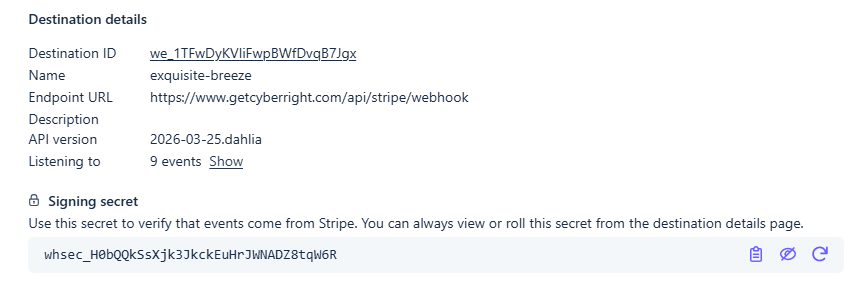 Destination details
Destination ID we_1TFwDyKVIiFwpBWfDvqB7Jgx
Name exquisite-breeze
Endpoint URL https://www.getcyberright.com/api/stripe/webhook
Description
API version 2026-03-25.dahlia
Listening to 9 events Show
Signing secret
Use this secret to verify that events come from Stripe. You can always view or roll this secret from the destination details page.
whsec_H0bQQkSsXjk3JkckEuHrJWNADZ8tqW6R